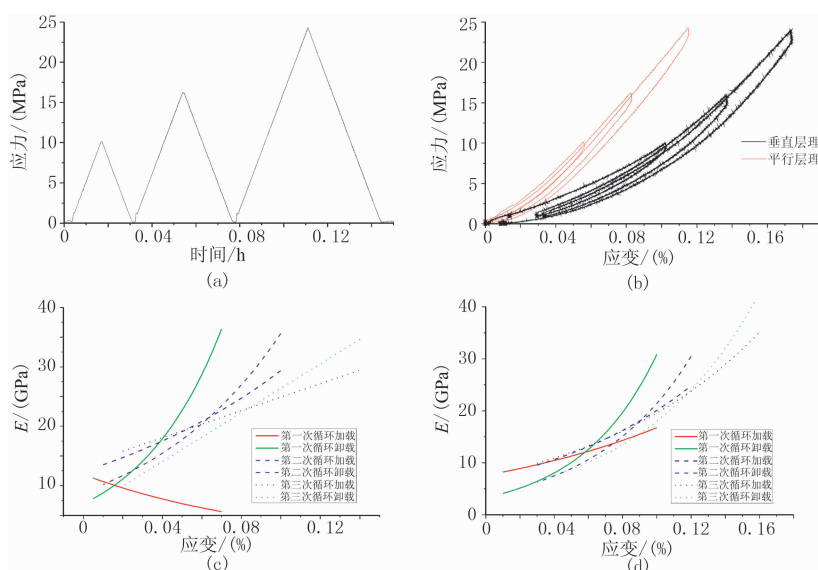 25
20
15
10
5
0
应力/(MPa)
0
0.04
0.08
0.12
时间/h
(a)
25
20
15
10
5
0
应力/(MPa)
垂直层理
平行层理
0
0.04
0.08
0.12
0.16
应变/(%)
(b)
40
30
20
10
E/(GPa)
第一次循环加载
第一次循环卸载
第二次循环加载
第二次循环卸载
第三次循环加载
第三次循环卸载
0
0.04
0.08
0.12
应变/(%)
(c)
40
30
20
10
0
E/(GPa)
第一次循环加载
第一次循环卸载
第二次循环加载
第二次循环卸载
第三次循环加载
第三次循环卸载
0
0.04
0.08
0.12
0.16
应变/(%)
(d)